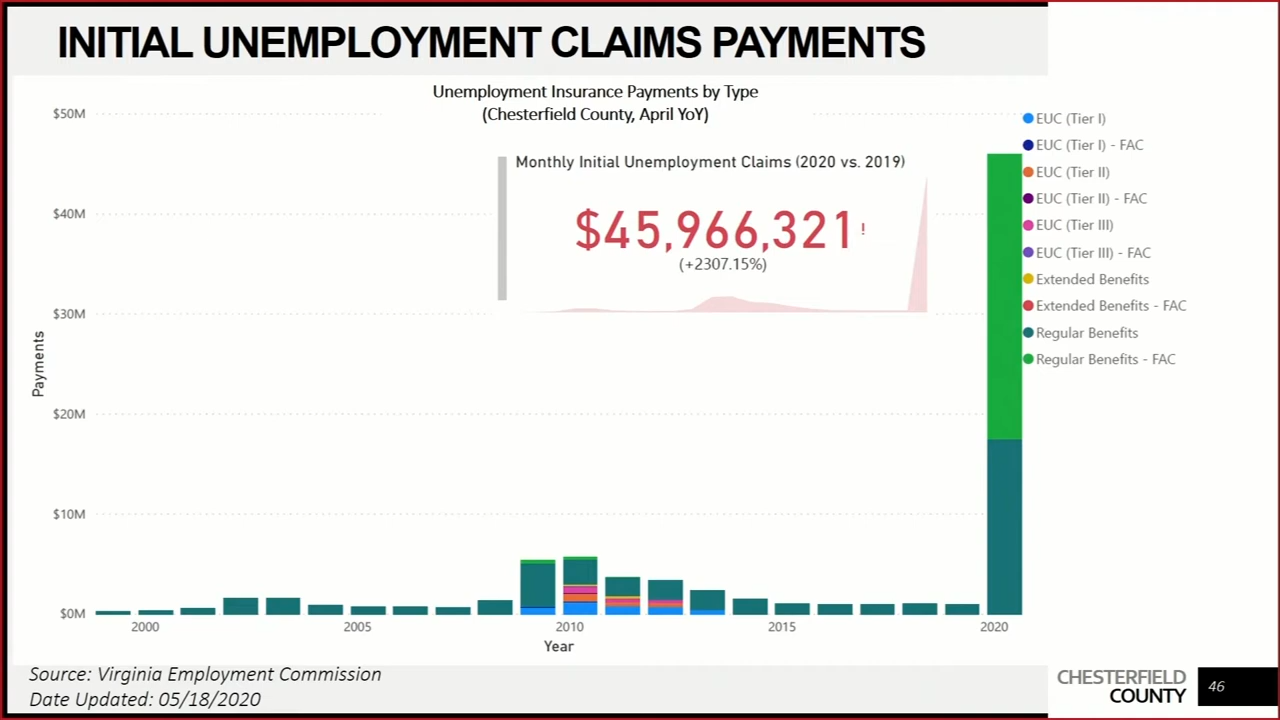 INITIAL UNEMPLOYMENT CLAIMS PAYMENTS
Unemployment Insurance Payments by Type
(Chesterfield County, April YoY)
$50M
$40M
$30M
$20M
$10M
$0M
Payments
Monthly Initial Unemployment Claims (2020 vs. 2019)
$45,966,321!
(+2307.15%)
EUC (Tier I)
EUC (Tier I) - FAC
EUC (Tier II)
EUC (Tier II) - FAC
EUC (Tier III)
EUC (Tier III) - FAC
Extended Benefits
Extended Benefits - FAC
Regular Benefits
Regular Benefits - FAC
2000
2005
2010
2015
2020
Year
Source: Virginia Employment Commission
Date Updated: 05/18/2020
CHESTERFIELD
COUNTY
46